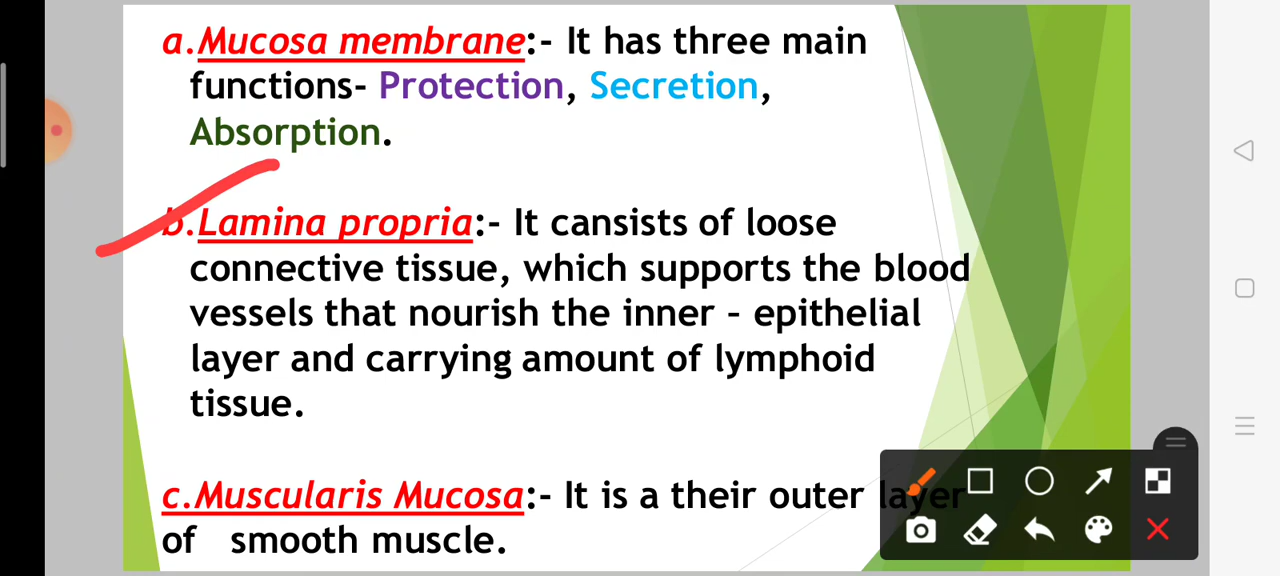 a.Mucosa membrane:- It has three main
functions- Protection, Secretion,
Absorption.
b.Lamina propria:- It cansists of loose
connective tissue, which supports the blood
vessels that nourish the inner – epithelial
layer and carrying amount of lymphoid
tissue.
c.Muscularis Mucosa:- It is a their outer layer
of smooth muscle.